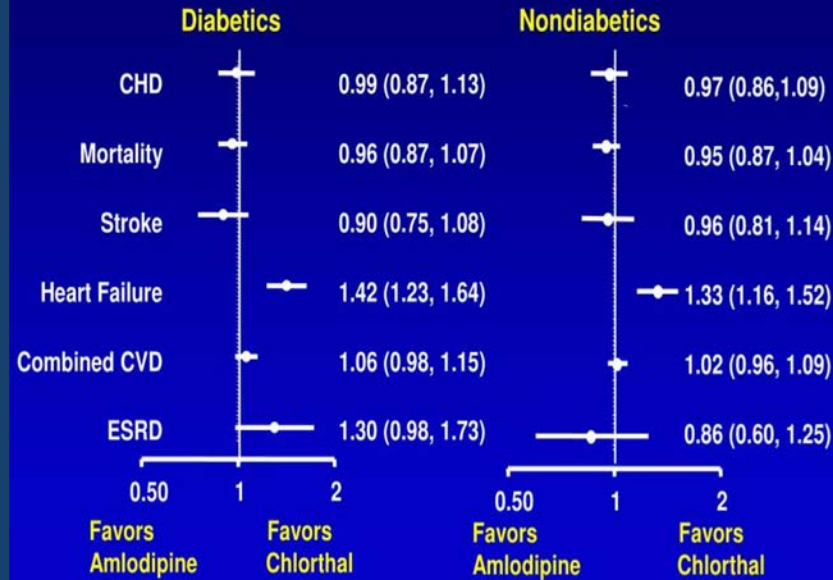 Diabetics
Nondiabetics
CHD 0.99 (0.87, 1.13) 0.97 (0.86,1.09)
Mortality 0.96 (0.87, 1.07) 0.95 (0.87, 1.04)
Stroke 0.90 (0.75, 1.08) 0.96 (0.81, 1.14)
Heart Failure 1.42 (1.23, 1.64) 1.33 (1.16, 1.52)
Combined CVD 1.06 (0.98, 1.15) 1.02 (0.96, 1.09)
ESRD 1.30 (0.98, 1.73) 0.86 (0.60, 1.25)
0.50 1 2 0.50 1 2
Favors Favors Favors Favors
Amlodipine Chlorthal Amlodipine Chlorthal